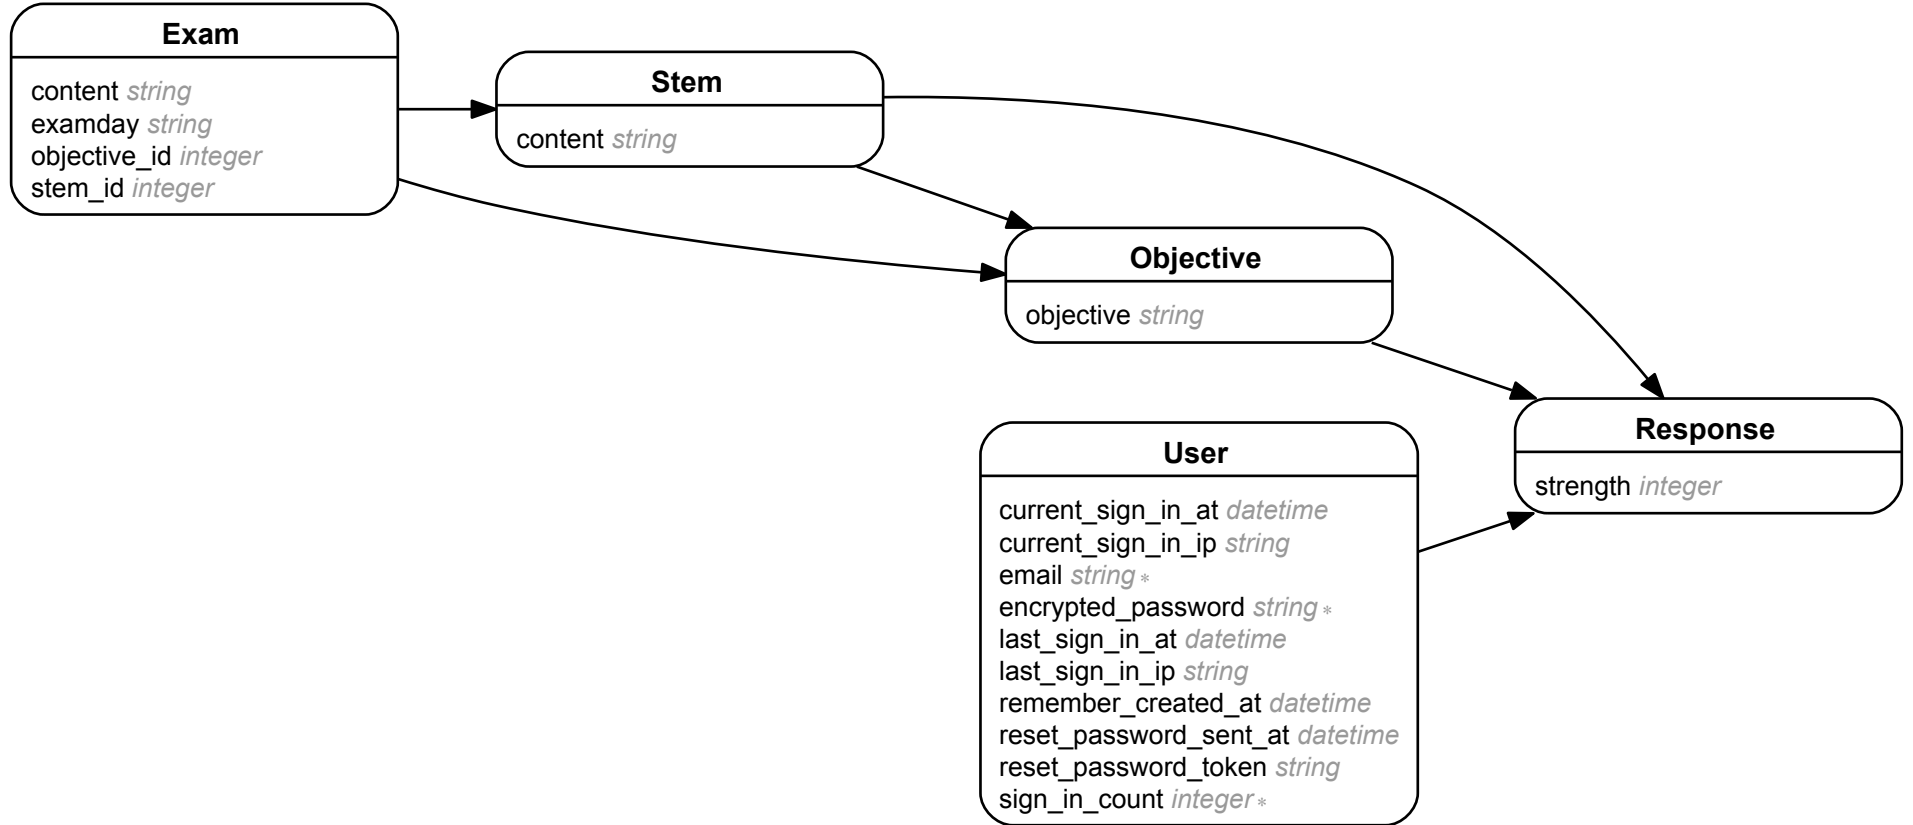 Exam
content string
examday string
objective_id integer
stem_id integer
Stem
content string
Objective
objective string
User
current_sign_in_at datetime
current_sign_in_ip string
email string *
encrypted_password string *
last_sign_in_at datetime
last_sign_in_ip string
remember_created_at datetime
reset_password_sent_at datetime
reset_password_token string
sign_in_count integer *
Response
strength integer